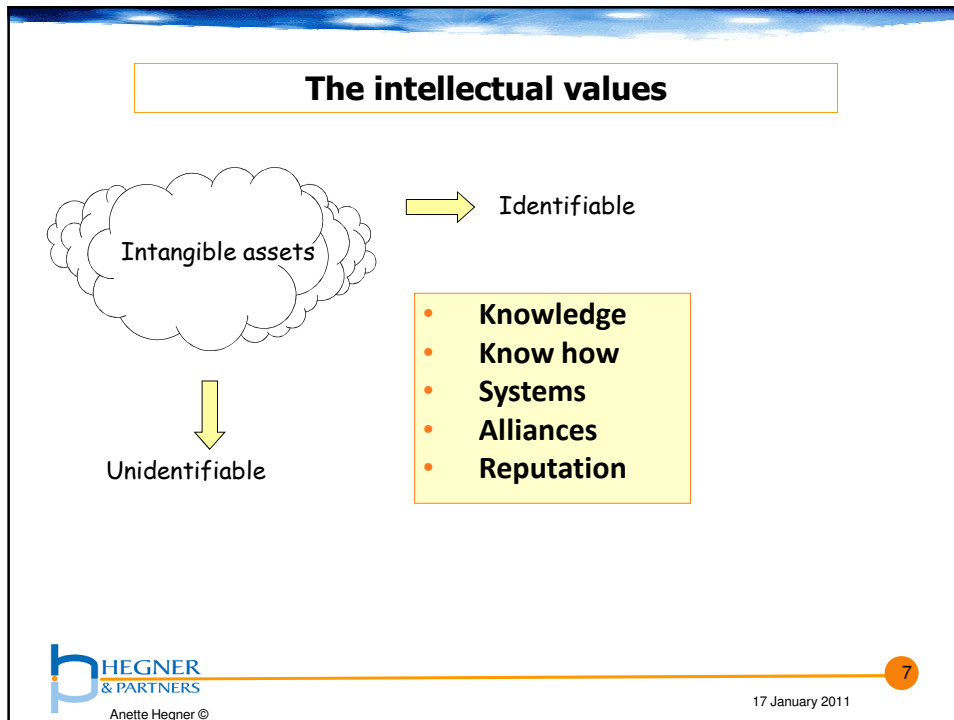 The intellectual values
Intangible assets
Identifiable
Unidentifiable
• Knowledge
• Know how
• Systems
• Alliances
• Reputation
HEGNER
& PARTNERS
Anette Hegner ©
17 January 2011
7